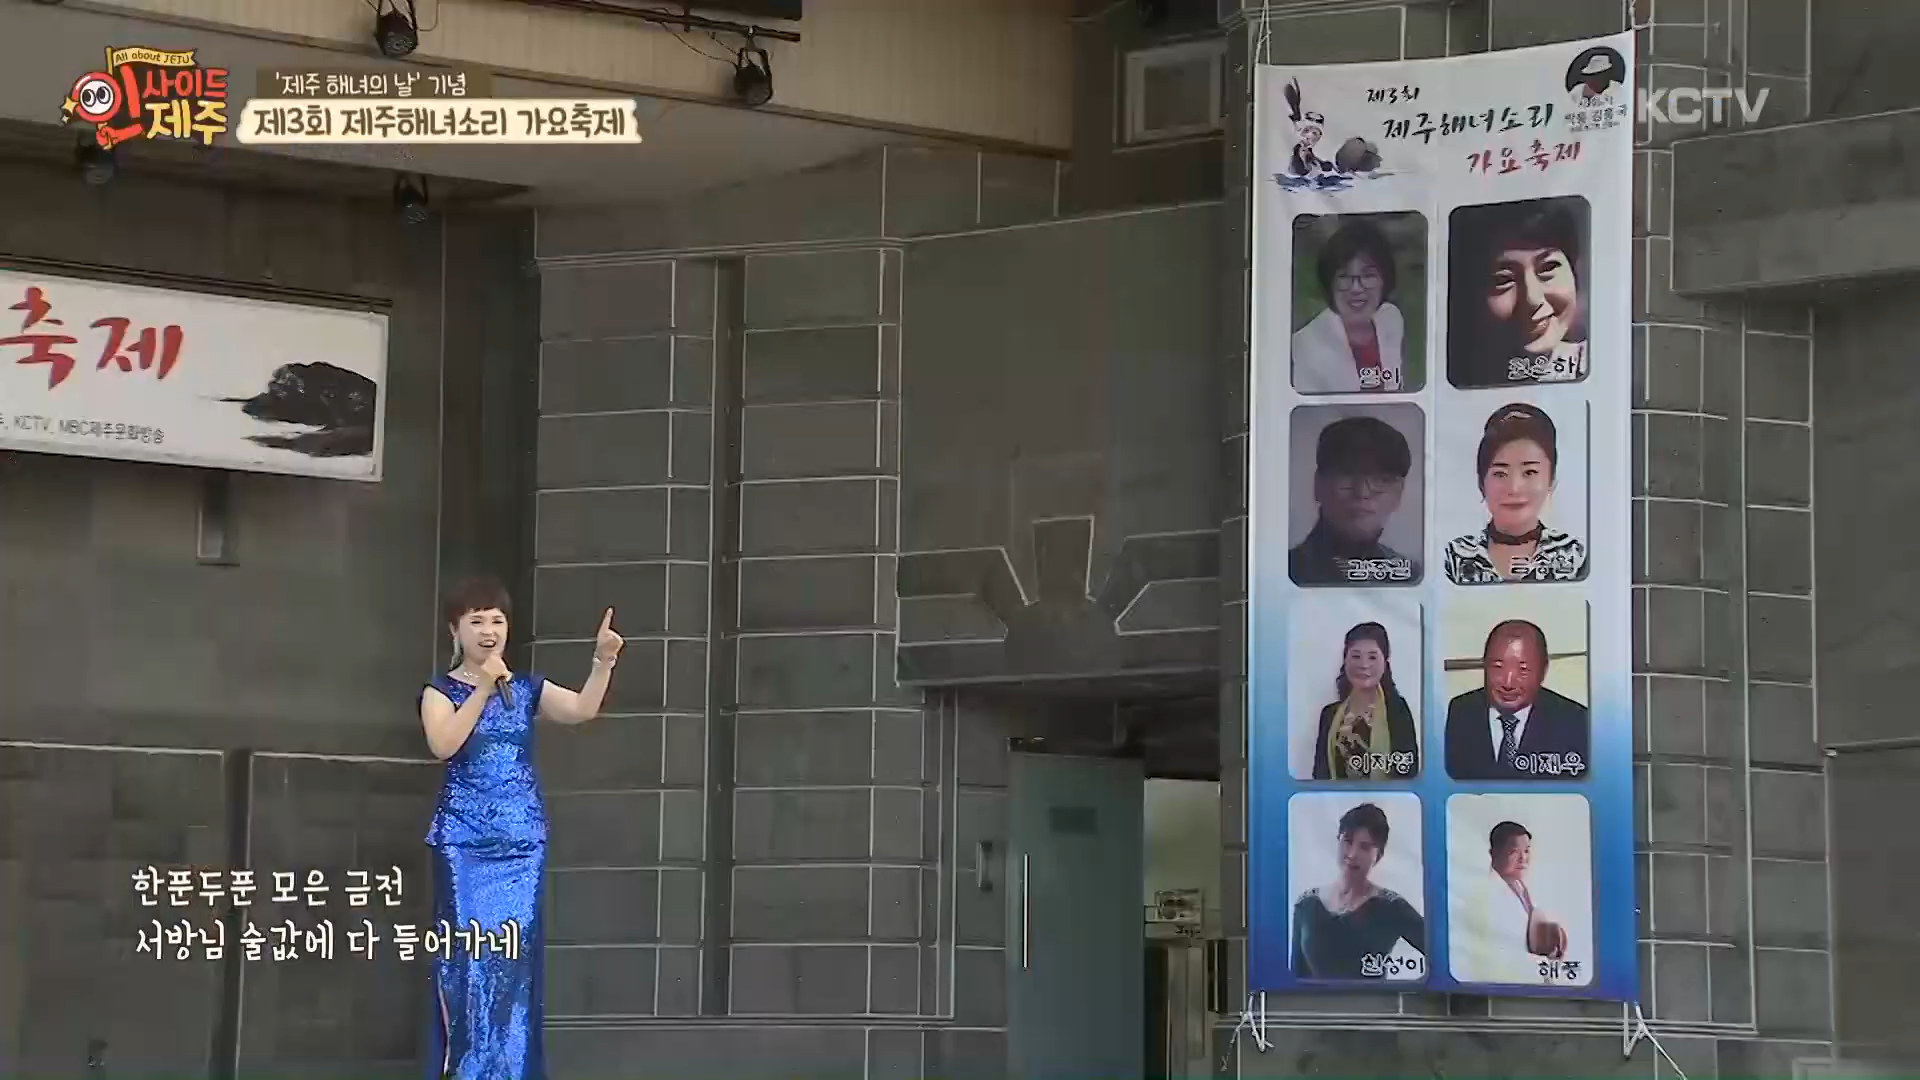 All about JEJU
인사이드
제주
'제주 해녀의 날' 기념
제3회 제주해녀소리 가요축제
KCTV
제3회
제주해녀소리
가요축제
축제
KCTV, MBC제주문화방송
이자영
이재우
해풍
한푼두푼 모은 금전
서방님 술값에 다 들어가네